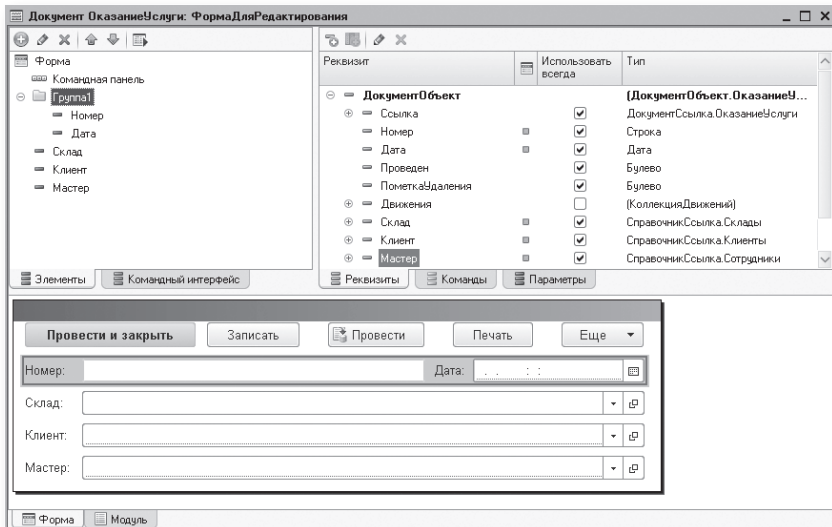 Документ ОказаниеУслуги: ФормаДляРедактирования
Форма
Командная панель
Группа1
Номер
Дата
Склад
Клиент
Мастер
Элементы
Командный интерфейс
Реквизит
Использовать всегда
Тип
ДокументОбъект
(ДокументОбъект.ОказаниеУ...
Ссылка
ДокументСсылка.ОказаниеУслуги
Номер
Строка
Дата
Дата
Проведен
Булево
ПометкаУдаления
Булево
Движения
(КоллекцияДвижений)
Склад
СправочникСсылка.Склады
Клиент
СправочникСсылка.Клиенты
Мастер
СправочникСсылка.Сотрудники
Реквизиты
Команды
Параметры
Провести и закрыть
Записать
Провести
Печать
Еще
Номер:
Дата: . . : :
Склад:
Клиент:
Мастер:
Форма
Модуль